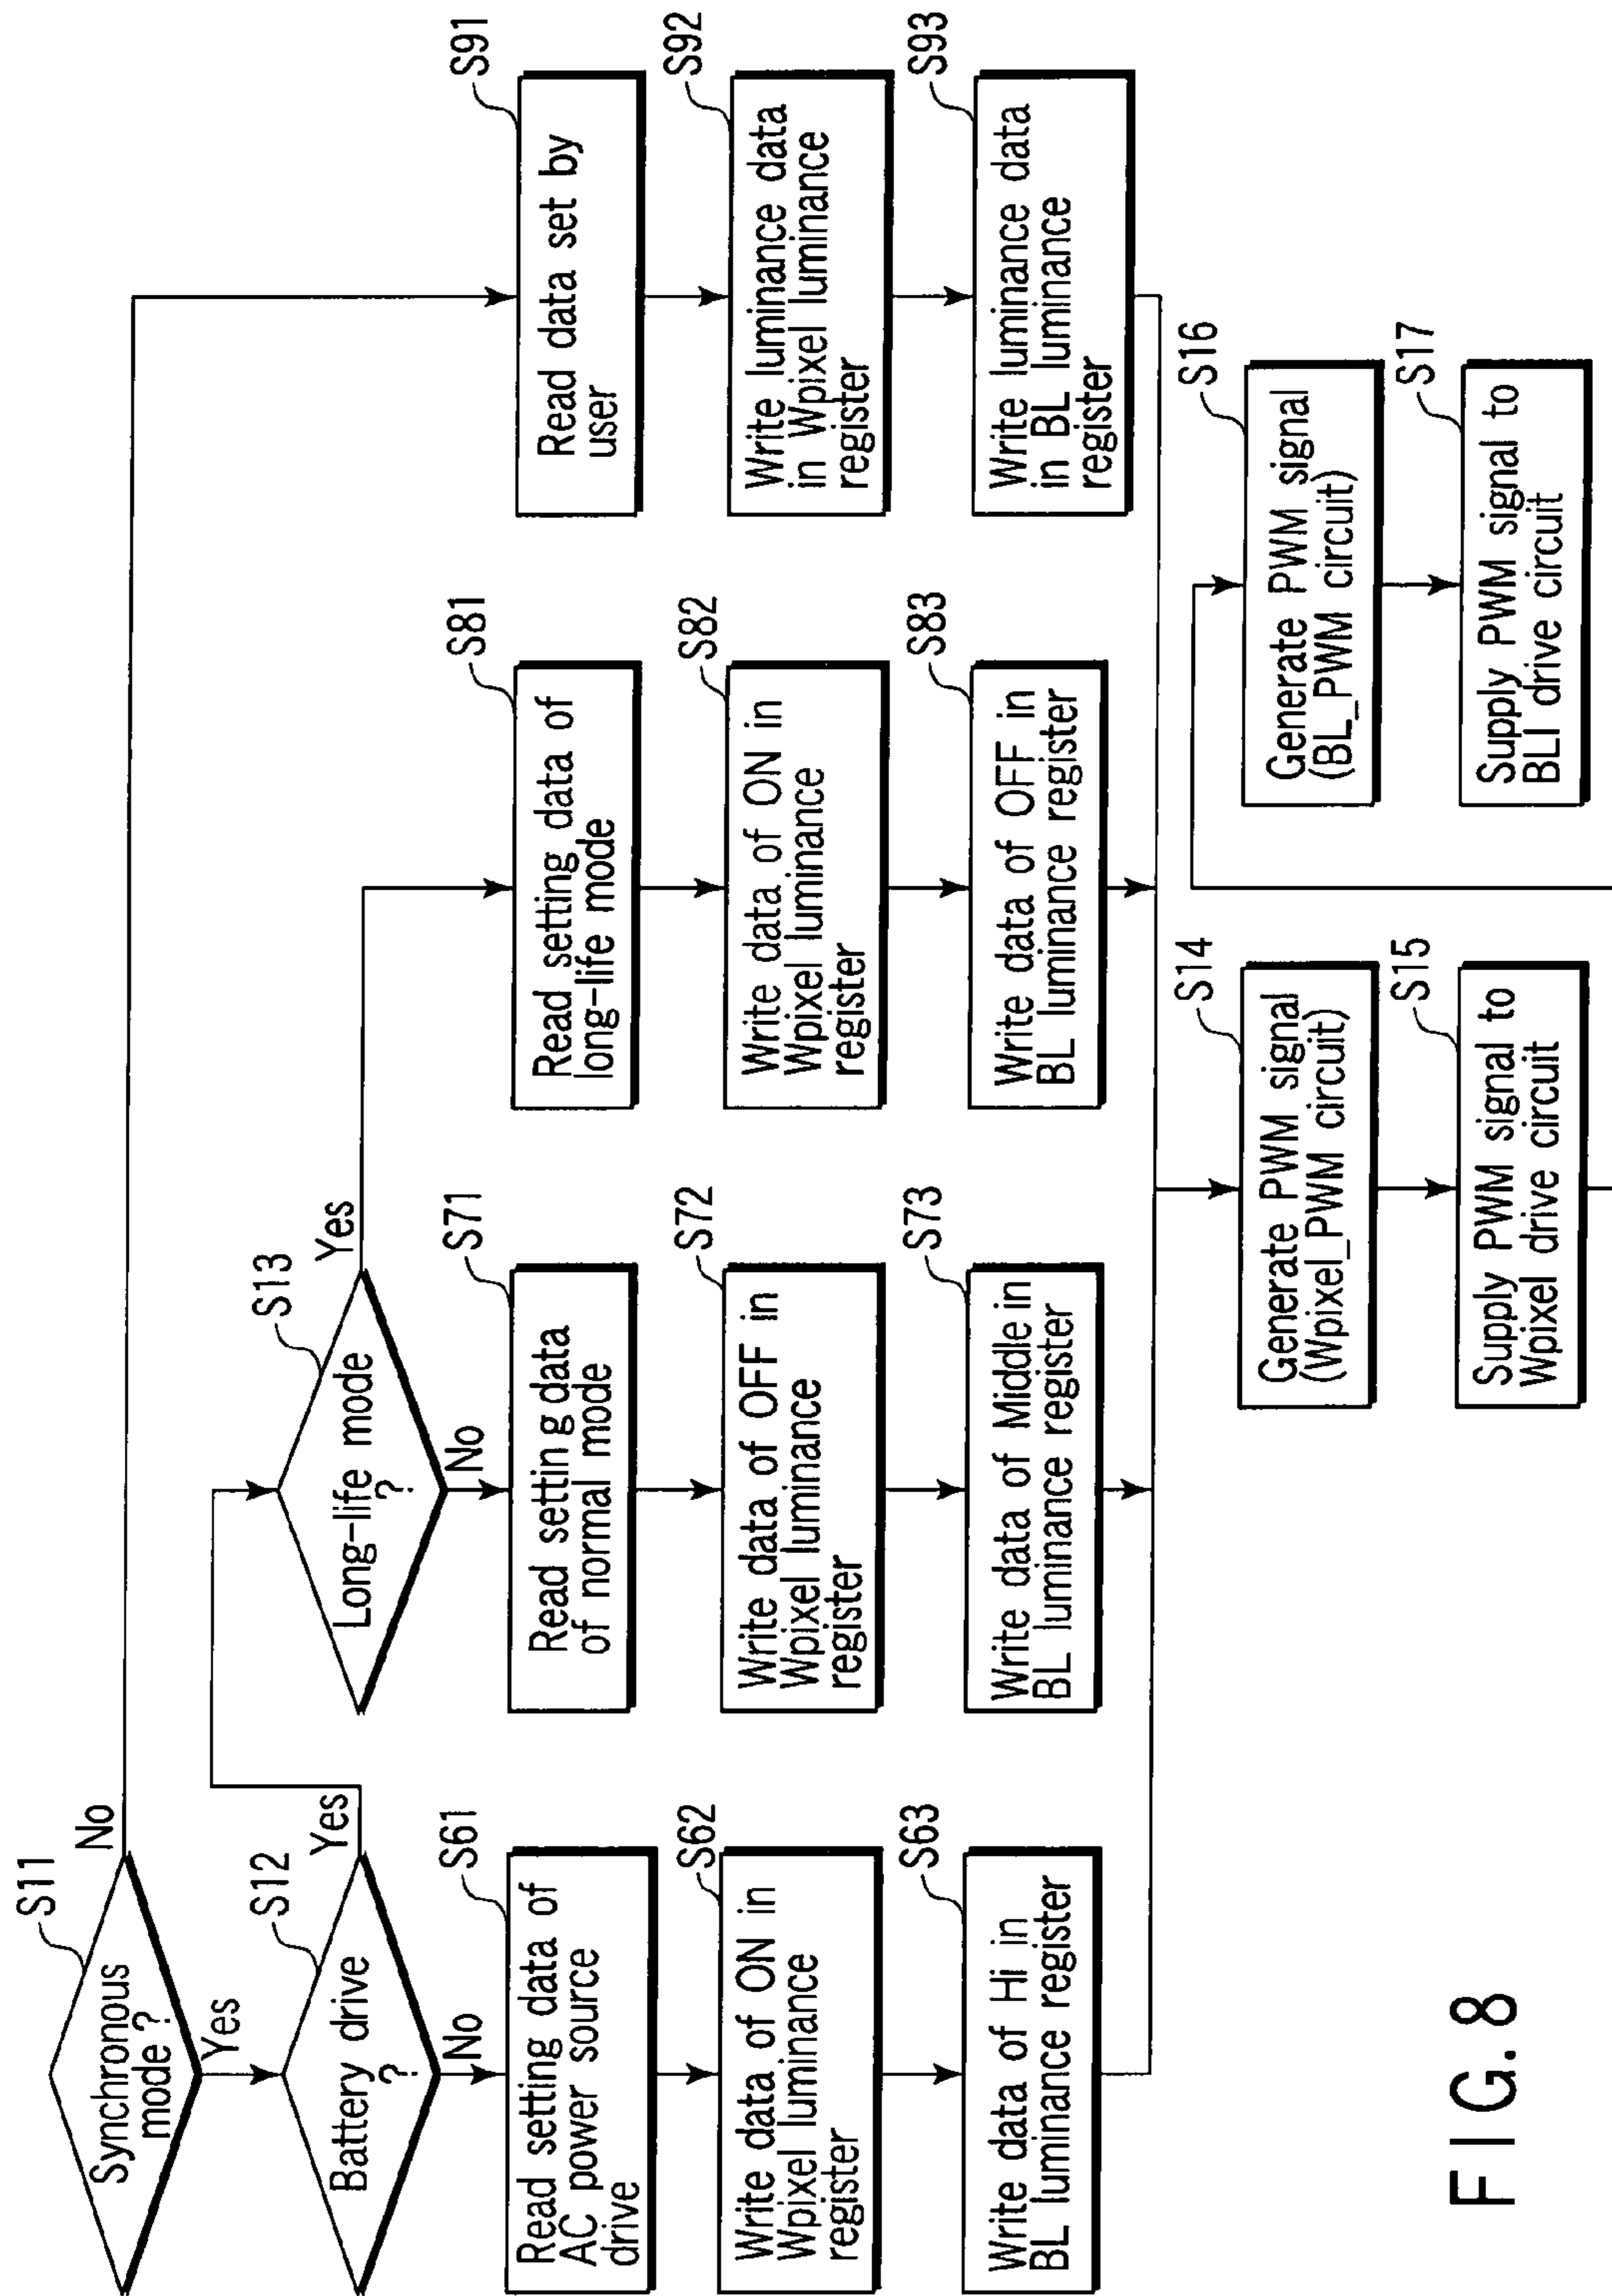 S11
Synchronous
mode ?
No
Yes
S12
Battery drive
?
Yes
No
S13
Long-life mode
?
Yes
No
S61
Read setting data of
AC power source
drive
S62
Write data of ON in
Wpixel luminance
register
S63
Write data of Hi in
BL luminance register
S71
Read setting data
of normal mode
S72
Write data of OFF in
Wpixel luminance
register
S73
Write data of Middle in
BL luminance register
S81
Read setting data of
long-life mode
S82
Write data of ON in
Wpixel luminance
register
S83
Write data of OFF in
BL luminance register
S91
Read data set by
user
S92
Write luminance data
in Wpixel luminance
register
S93
Write luminance data
in BL luminance
register
S14
Generate PWM signal
(Wpixel_PWM circuit)
S15
Supply PWM signal to
Wpixel drive circuit
S16
Generate PWM signal
(BL_PWM circuit)
S17
Supply PWM signal to
BLI drive circuit
FIG. 8